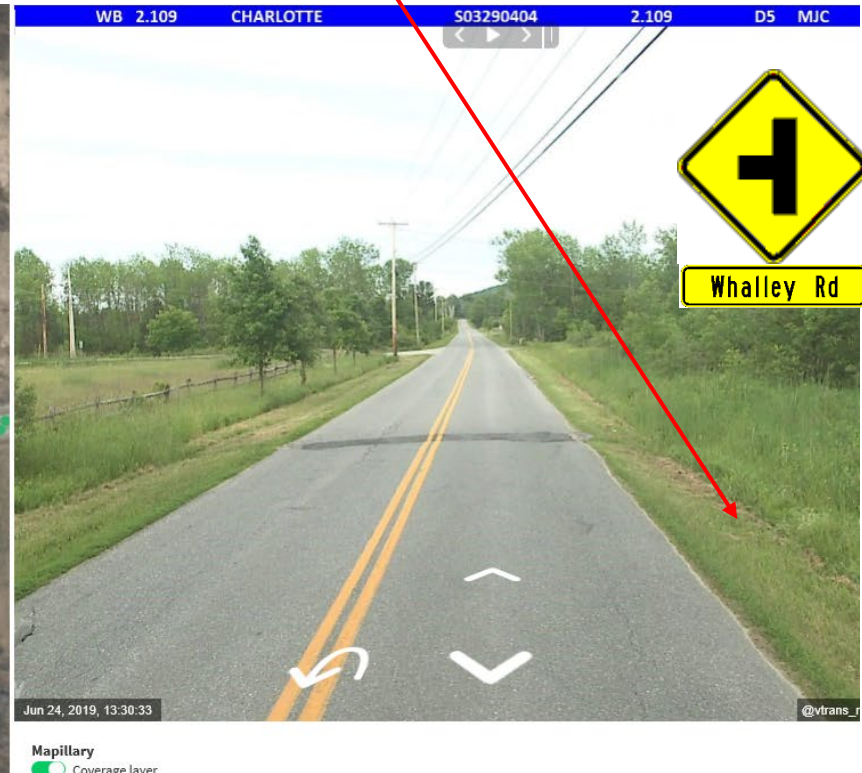 WB 2.109 CHARLOTTE S03290404 2.109 D5 MJC
Whalley Rd
Jun 24, 2019, 13:30:33
@vtrans_r
Mapillary
Coverage layer